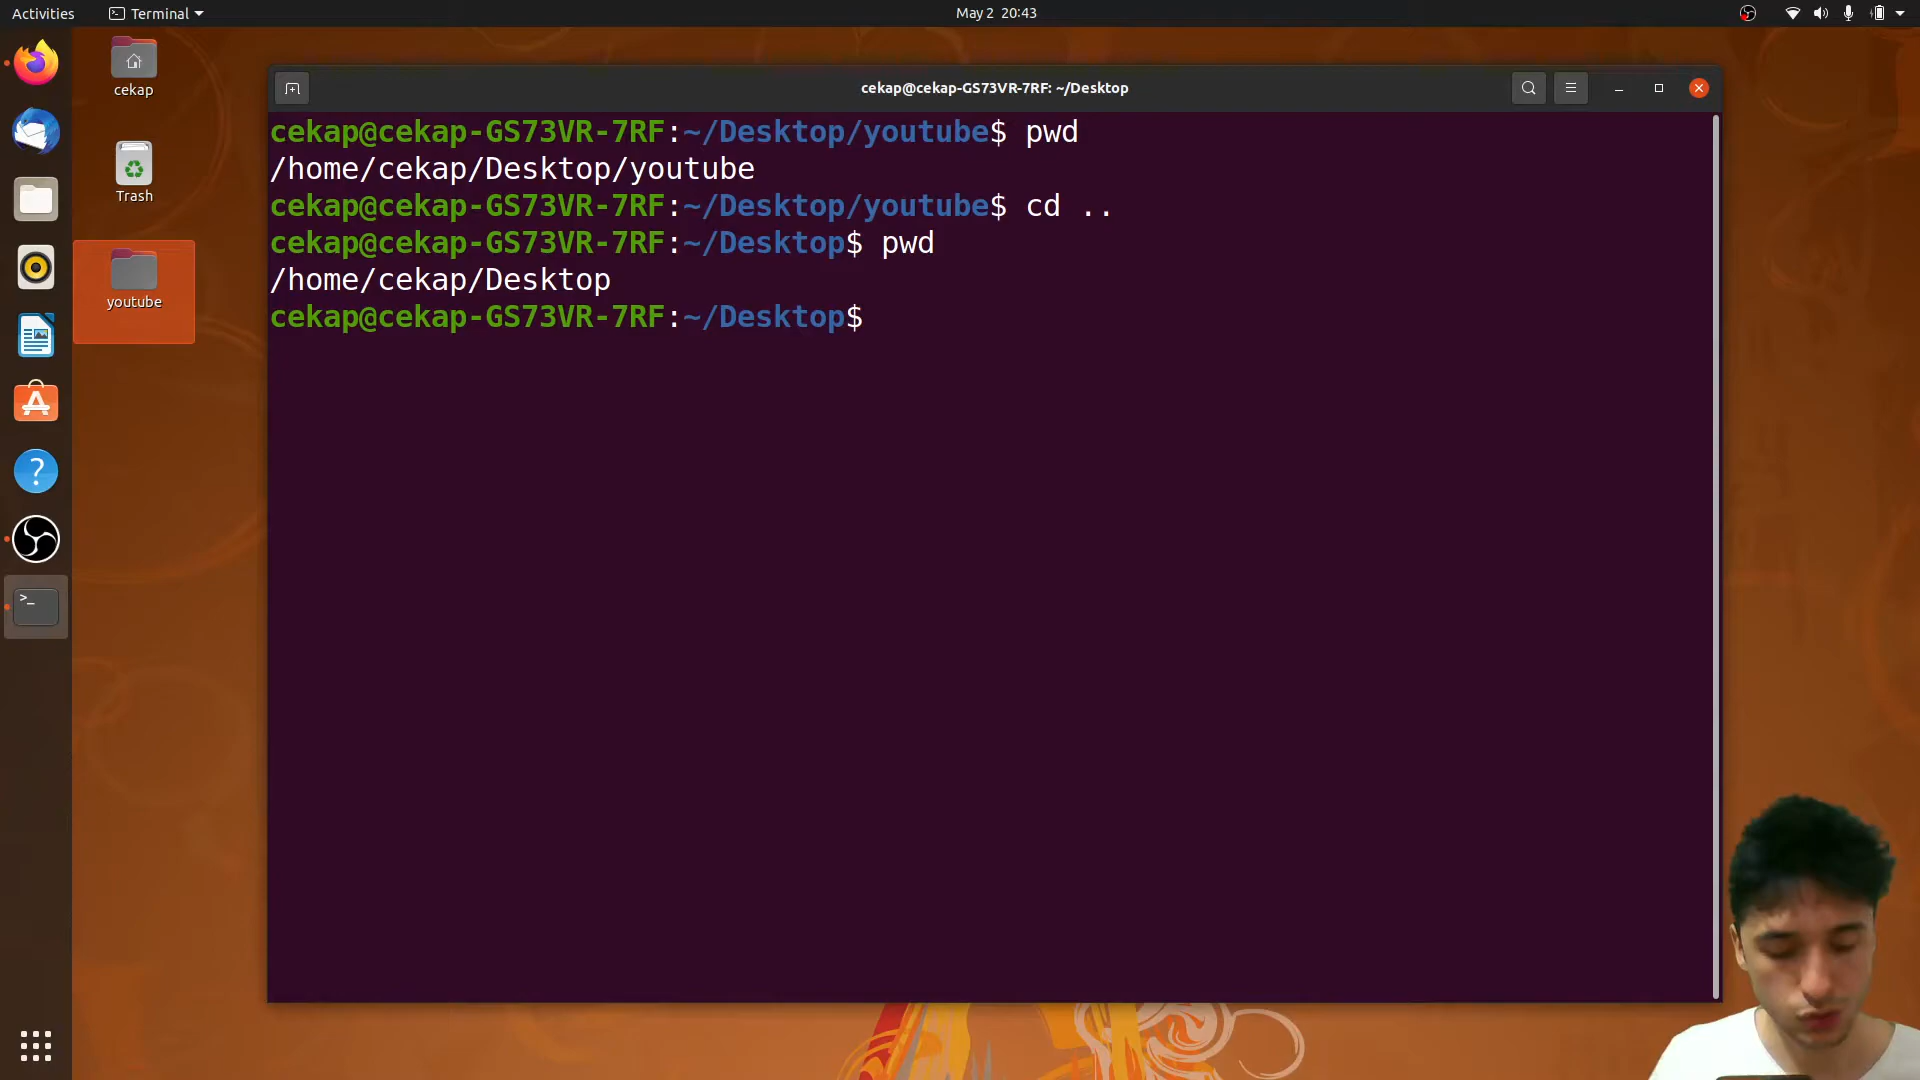 Activities
Terminal
May 2 20:43
cekap
Trash
youtube
cekap@cekap-GS73VR-7RF: ~/Desktop
cekap@cekap-GS73VR-7RF:~/Desktop/youtube$ pwd
/home/cekap/Desktop/youtube
cekap@cekap-GS73VR-7RF:~/Desktop/youtube$ cd ..
cekap@cekap-GS73VR-7RF:~/Desktop$ pwd
/home/cekap/Desktop
cekap@cekap-GS73VR-7RF:~/Desktop$